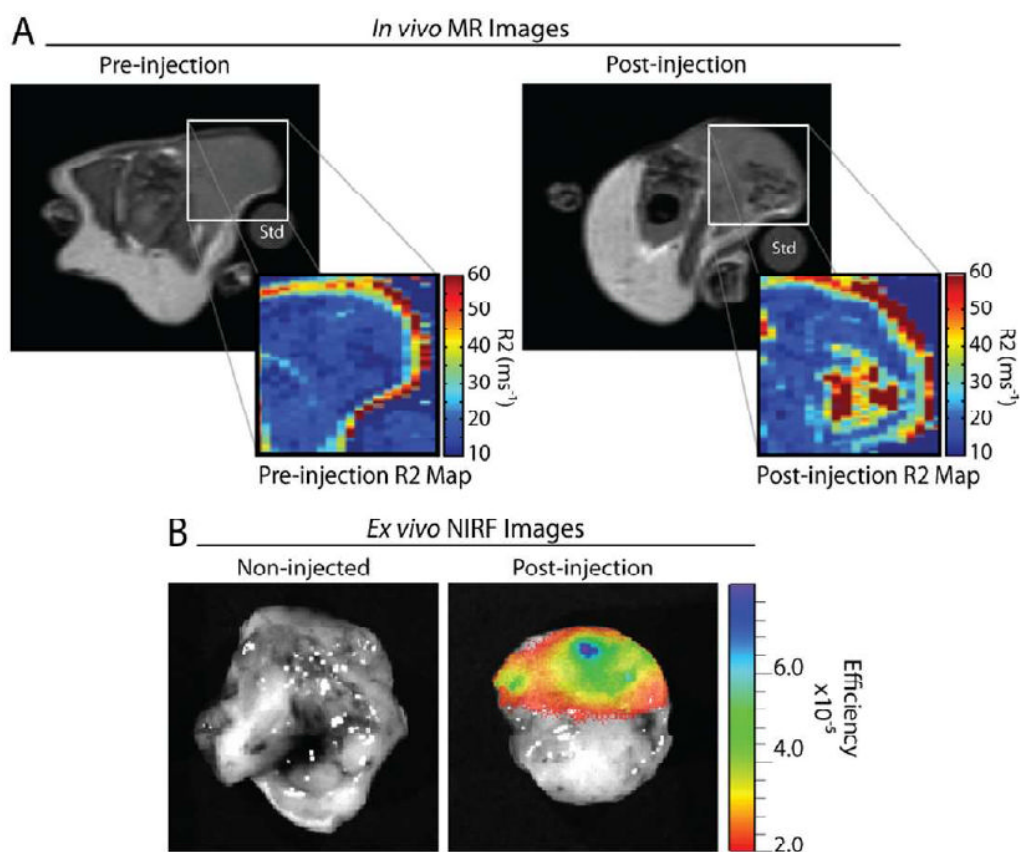 A
In vivo MR Images
Pre-injection
Post-injection
Std
Std
60
50
40
30
20
10
R2 (ms⁻¹)
60
50
40
30
20
10
R2 (ms⁻¹)
Pre-injection R2 Map
Post-injection R2 Map
B
Ex vivo NIRF Images
Non-injected
Post-injection
6.0
4.0
2.0
Efficiency
x10⁻⁵